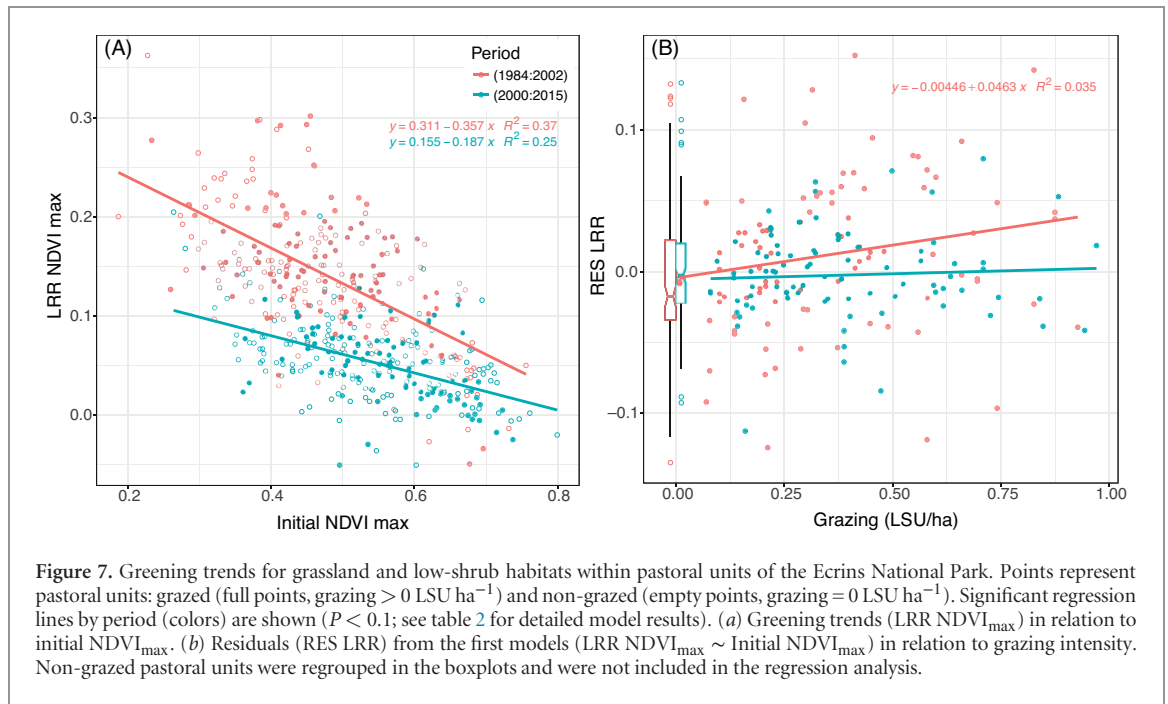 (A)
Period
(1984:2002)
(2000:2015)
y = 0.311 − 0.357 x R² = 0.37
y = 0.155 − 0.187 x R² = 0.25
0.3
0.2
0.1
0.0
LRR NDVI max
0.2 0.4 0.6 0.8
Initial NDVI max
(B)
y = −0.00446 + 0.0463 x R² = 0.035
0.1
0.0
−0.1
RES LRR
0.00 0.25 0.50 0.75 1.00
Grazing (LSU/ha)
Figure 7. Greening trends for grassland and low-shrub habitats within pastoral units of the Ecrins National Park. Points represent
pastoral units: grazed (full points, grazing > 0 LSU ha⁻¹) and non-grazed (empty points, grazing = 0 LSU ha⁻¹). Significant regression
lines by period (colors) are shown (P < 0.1; see table 2 for detailed model results). (a) Greening trends (LRR NDVImax) in relation to
initial NDVImax. (b) Residuals (RES LRR) from the first models (LRR NDVImax ∼ Initial NDVImax) in relation to grazing intensity.
Non-grazed pastoral units were regrouped in the boxplots and were not included in the regression analysis.